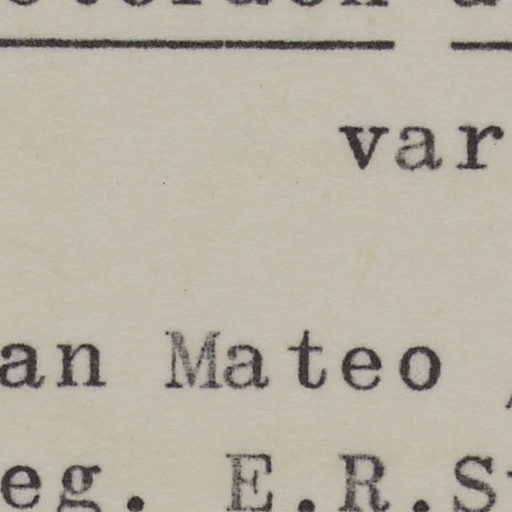 var
an Mateo
eg. E.R.S